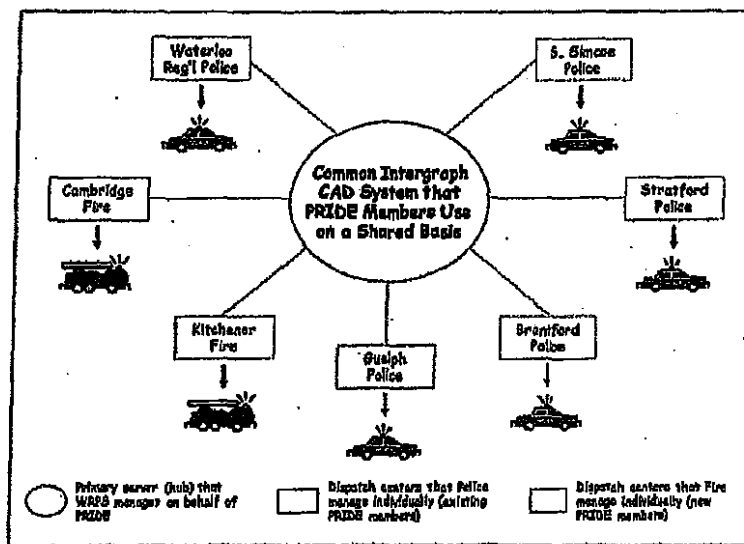 Waterloo
Reg'l Police
S. Simcoe
Police
Common Intergraph
CAD System that
PRIDE Members Use
on a Shared Basis
Cambridge
Fire
Stratford
Police
Kitchener
Fire
Guelph
Police
Brantford
Police
Primary server (hub) that
WRPS manages on behalf of
PRIDE
Dispatch centers that Police
manage individually (existing
PRIDE members)
Dispatch centers that Fire
manage individually (new
PRIDE members)